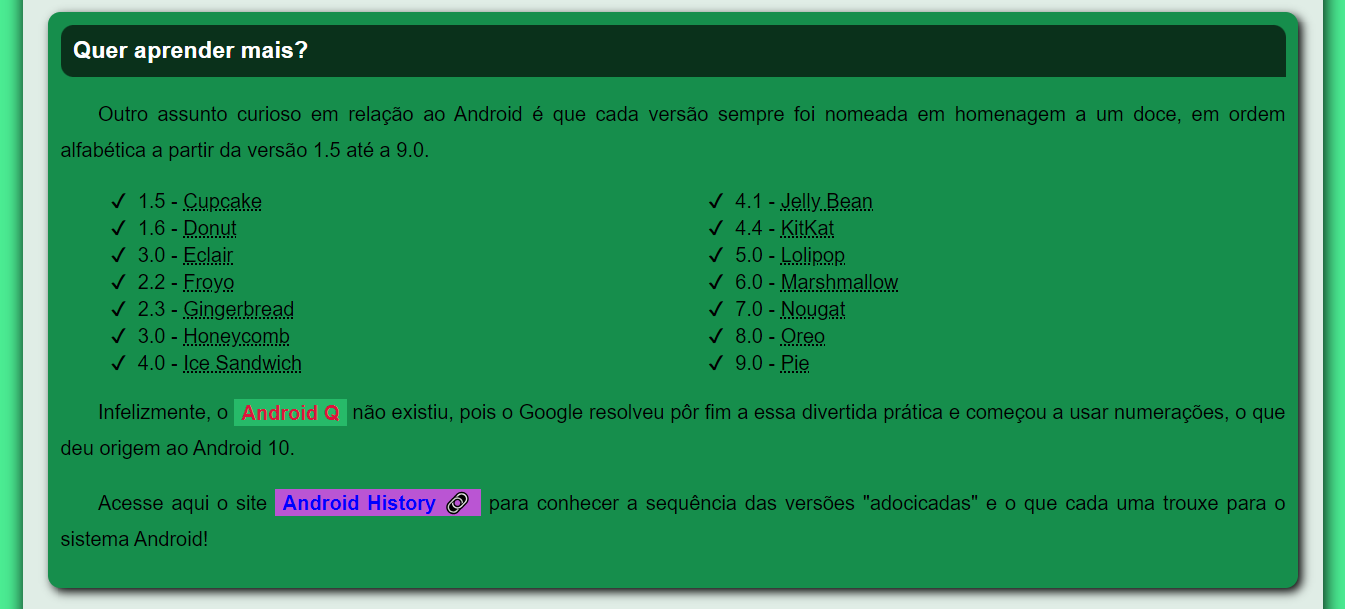 Quer aprender mais?
Outro assunto curioso em relação ao Android é que cada versão sempre foi nomeada em homenagem a um doce, em ordem
alfabética a partir da versão 1.5 até a 9.0.
✓ 1.5 - Cupcake
✓ 1.6 - Donut
✓ 3.0 - Eclair
✓ 2.2 - Froyo
✓ 2.3 - Gingerbread
✓ 3.0 - Honeycomb
✓ 4.0 - Ice Sandwich
✓ 4.1 - Jelly Bean
✓ 4.4 - KitKat
✓ 5.0 - Lolipop
✓ 6.0 - Marshmallow
✓ 7.0 - Nougat
✓ 8.0 - Oreo
✓ 9.0 - Pie
Infelizmente, o Android Q não existiu, pois o Google resolveu pôr fim a essa divertida prática e começou a usar numerações, o que
deu origem ao Android 10.
Acesse aqui o site Android History para conhecer a sequência das versões "adocicadas" e o que cada uma trouxe para o
sistema Android!